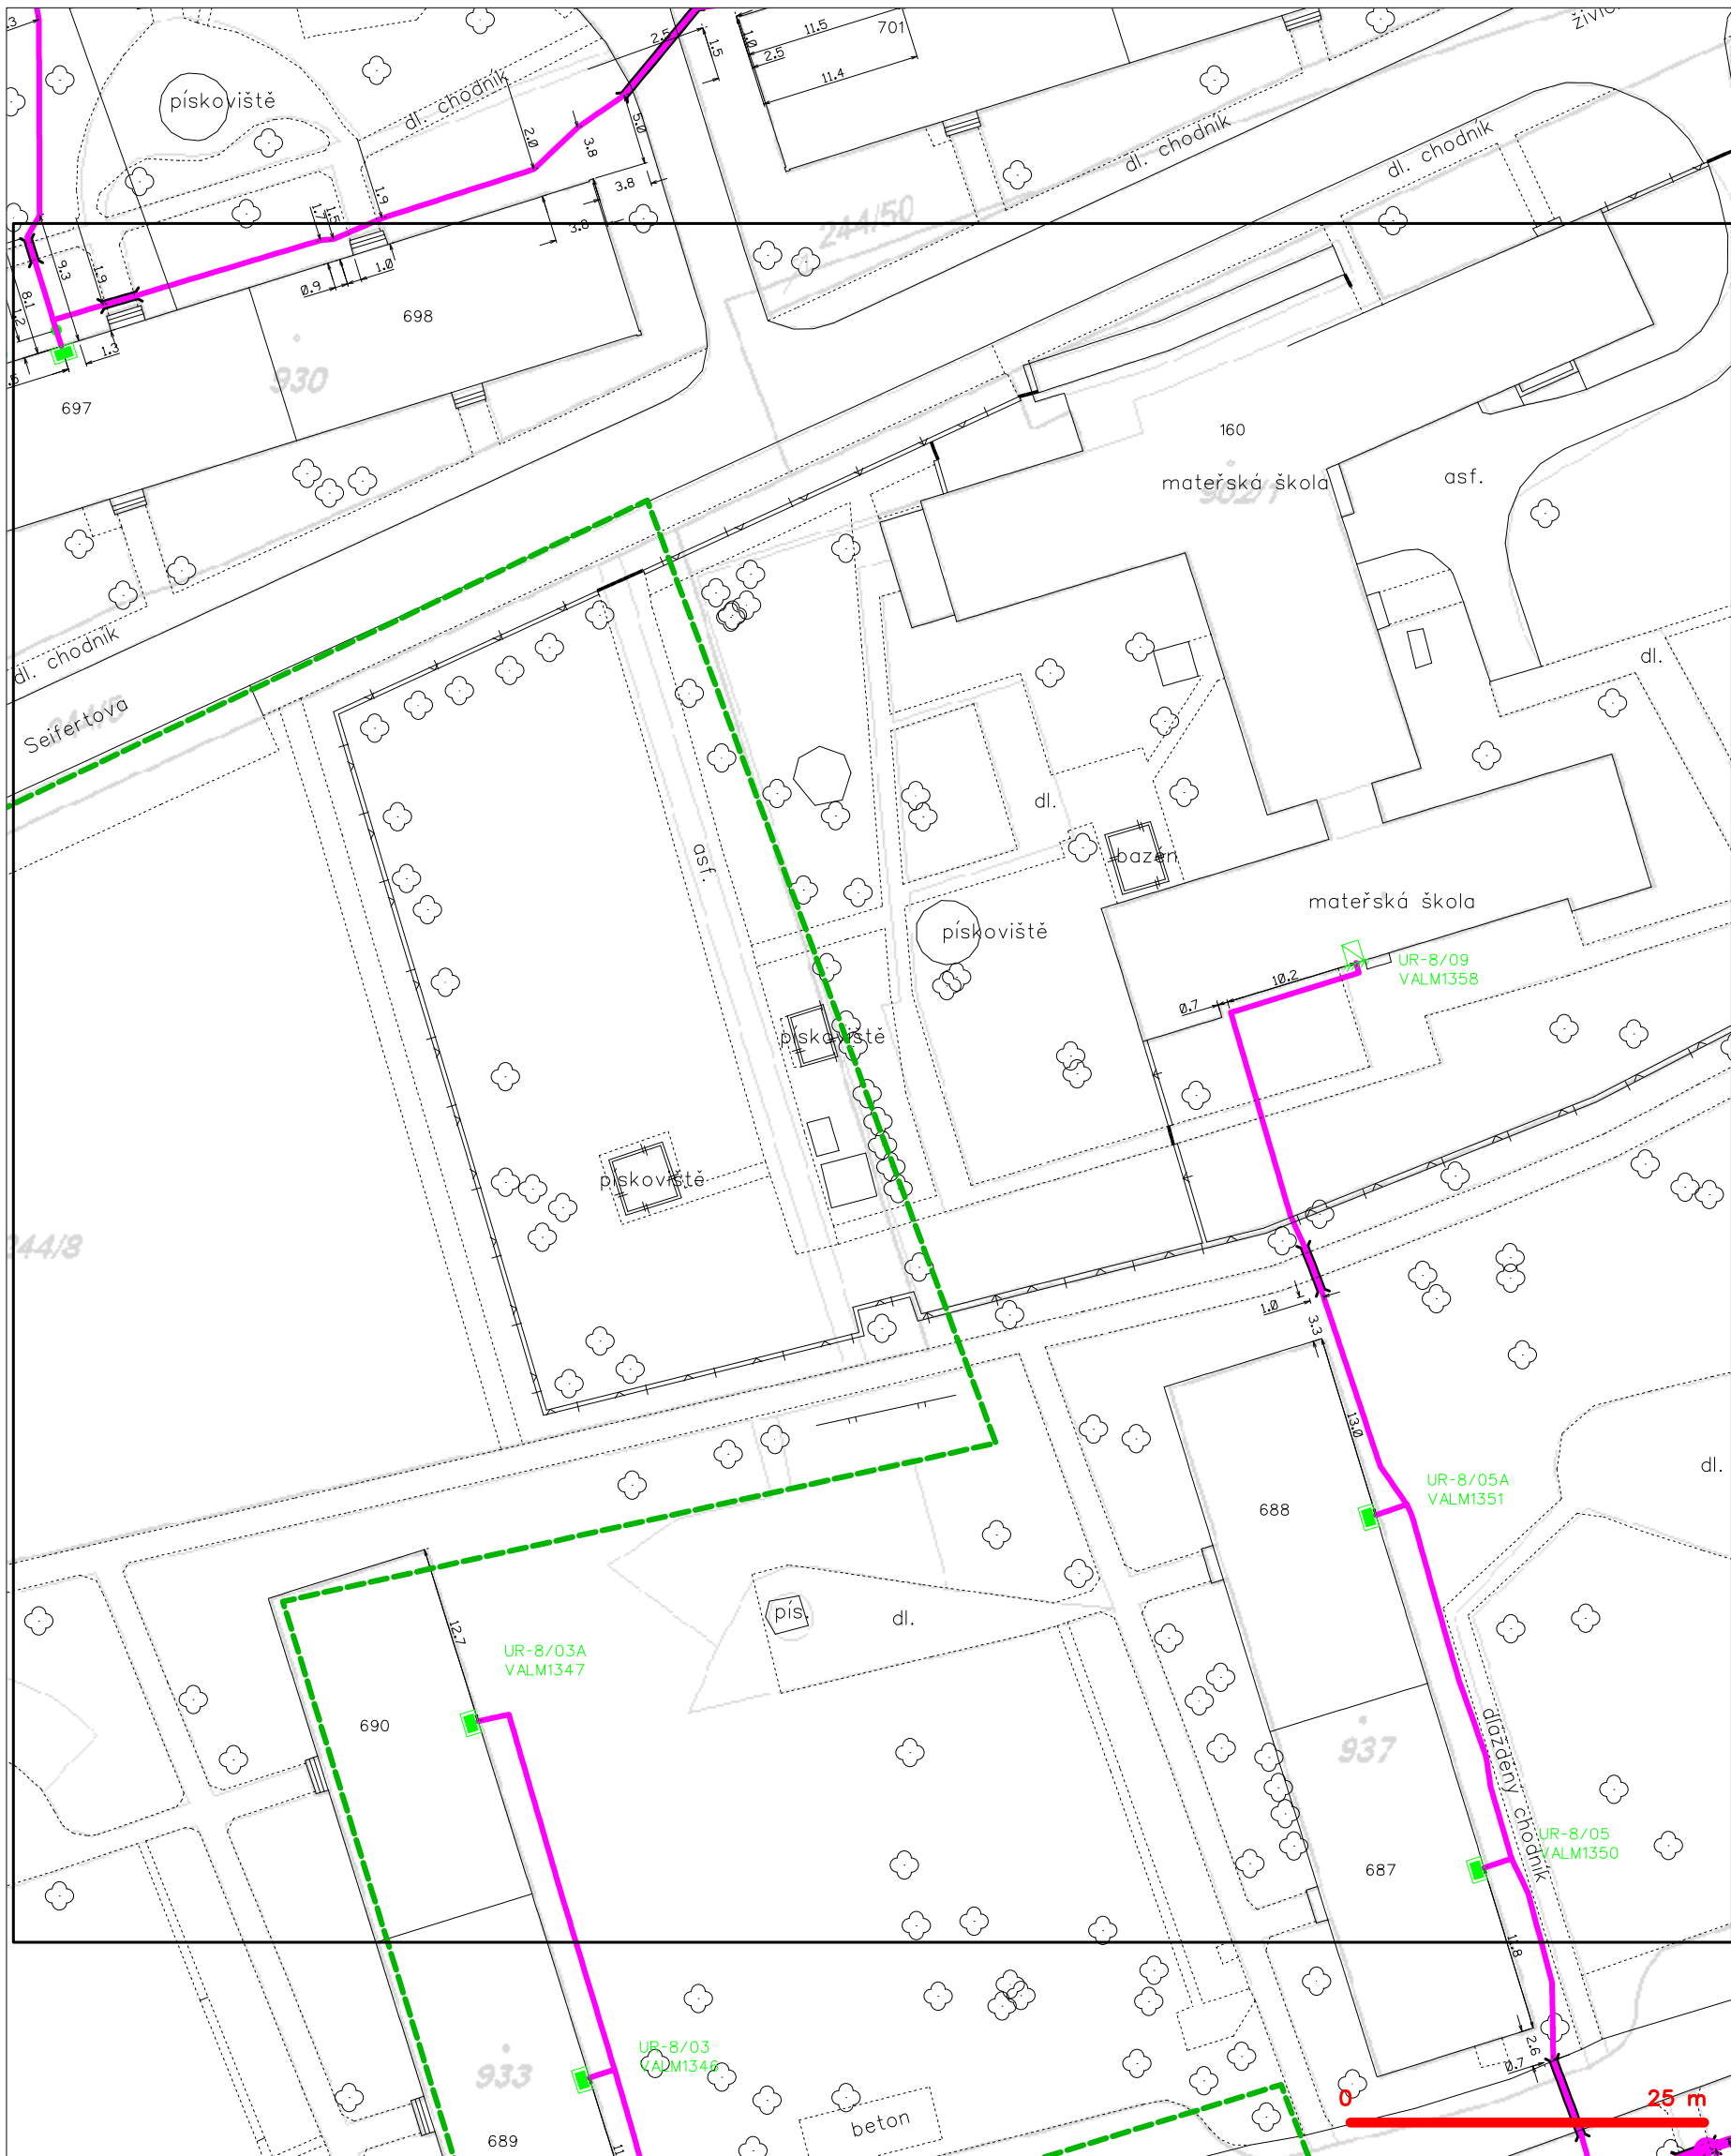 701
11.5
11.4
2.5
1.0
2.5
1.5
pískoviště
dl. chodník
dl. chodník
dl. chodník
244/50
5.0
3.8
2.0
3.8
3.8
1.9
1.7
1.5
1.0
0.9
9.3
1.9
8.1
1.3
698
930
697
160
mateřská škola
902/1
asf.
dl. chodník
Seifertova
dl.
dl.
asf.
bazén
mateřská škola
pískoviště
UR-8/09
VALM1358
10.2
0.7
pískoviště
pískoviště
244/8
1.0
3.3
13.0
UR-8/05A
VALM1351
dl.
688
pís.
dl.
12.7
UR-8/03A
VALM1347
690
937
dlážděný chodník
UR-8/05
VALM1350
687
11.8
UR-8/03
VALM1346
933
2.6
0.7
0
25 m
beton
689